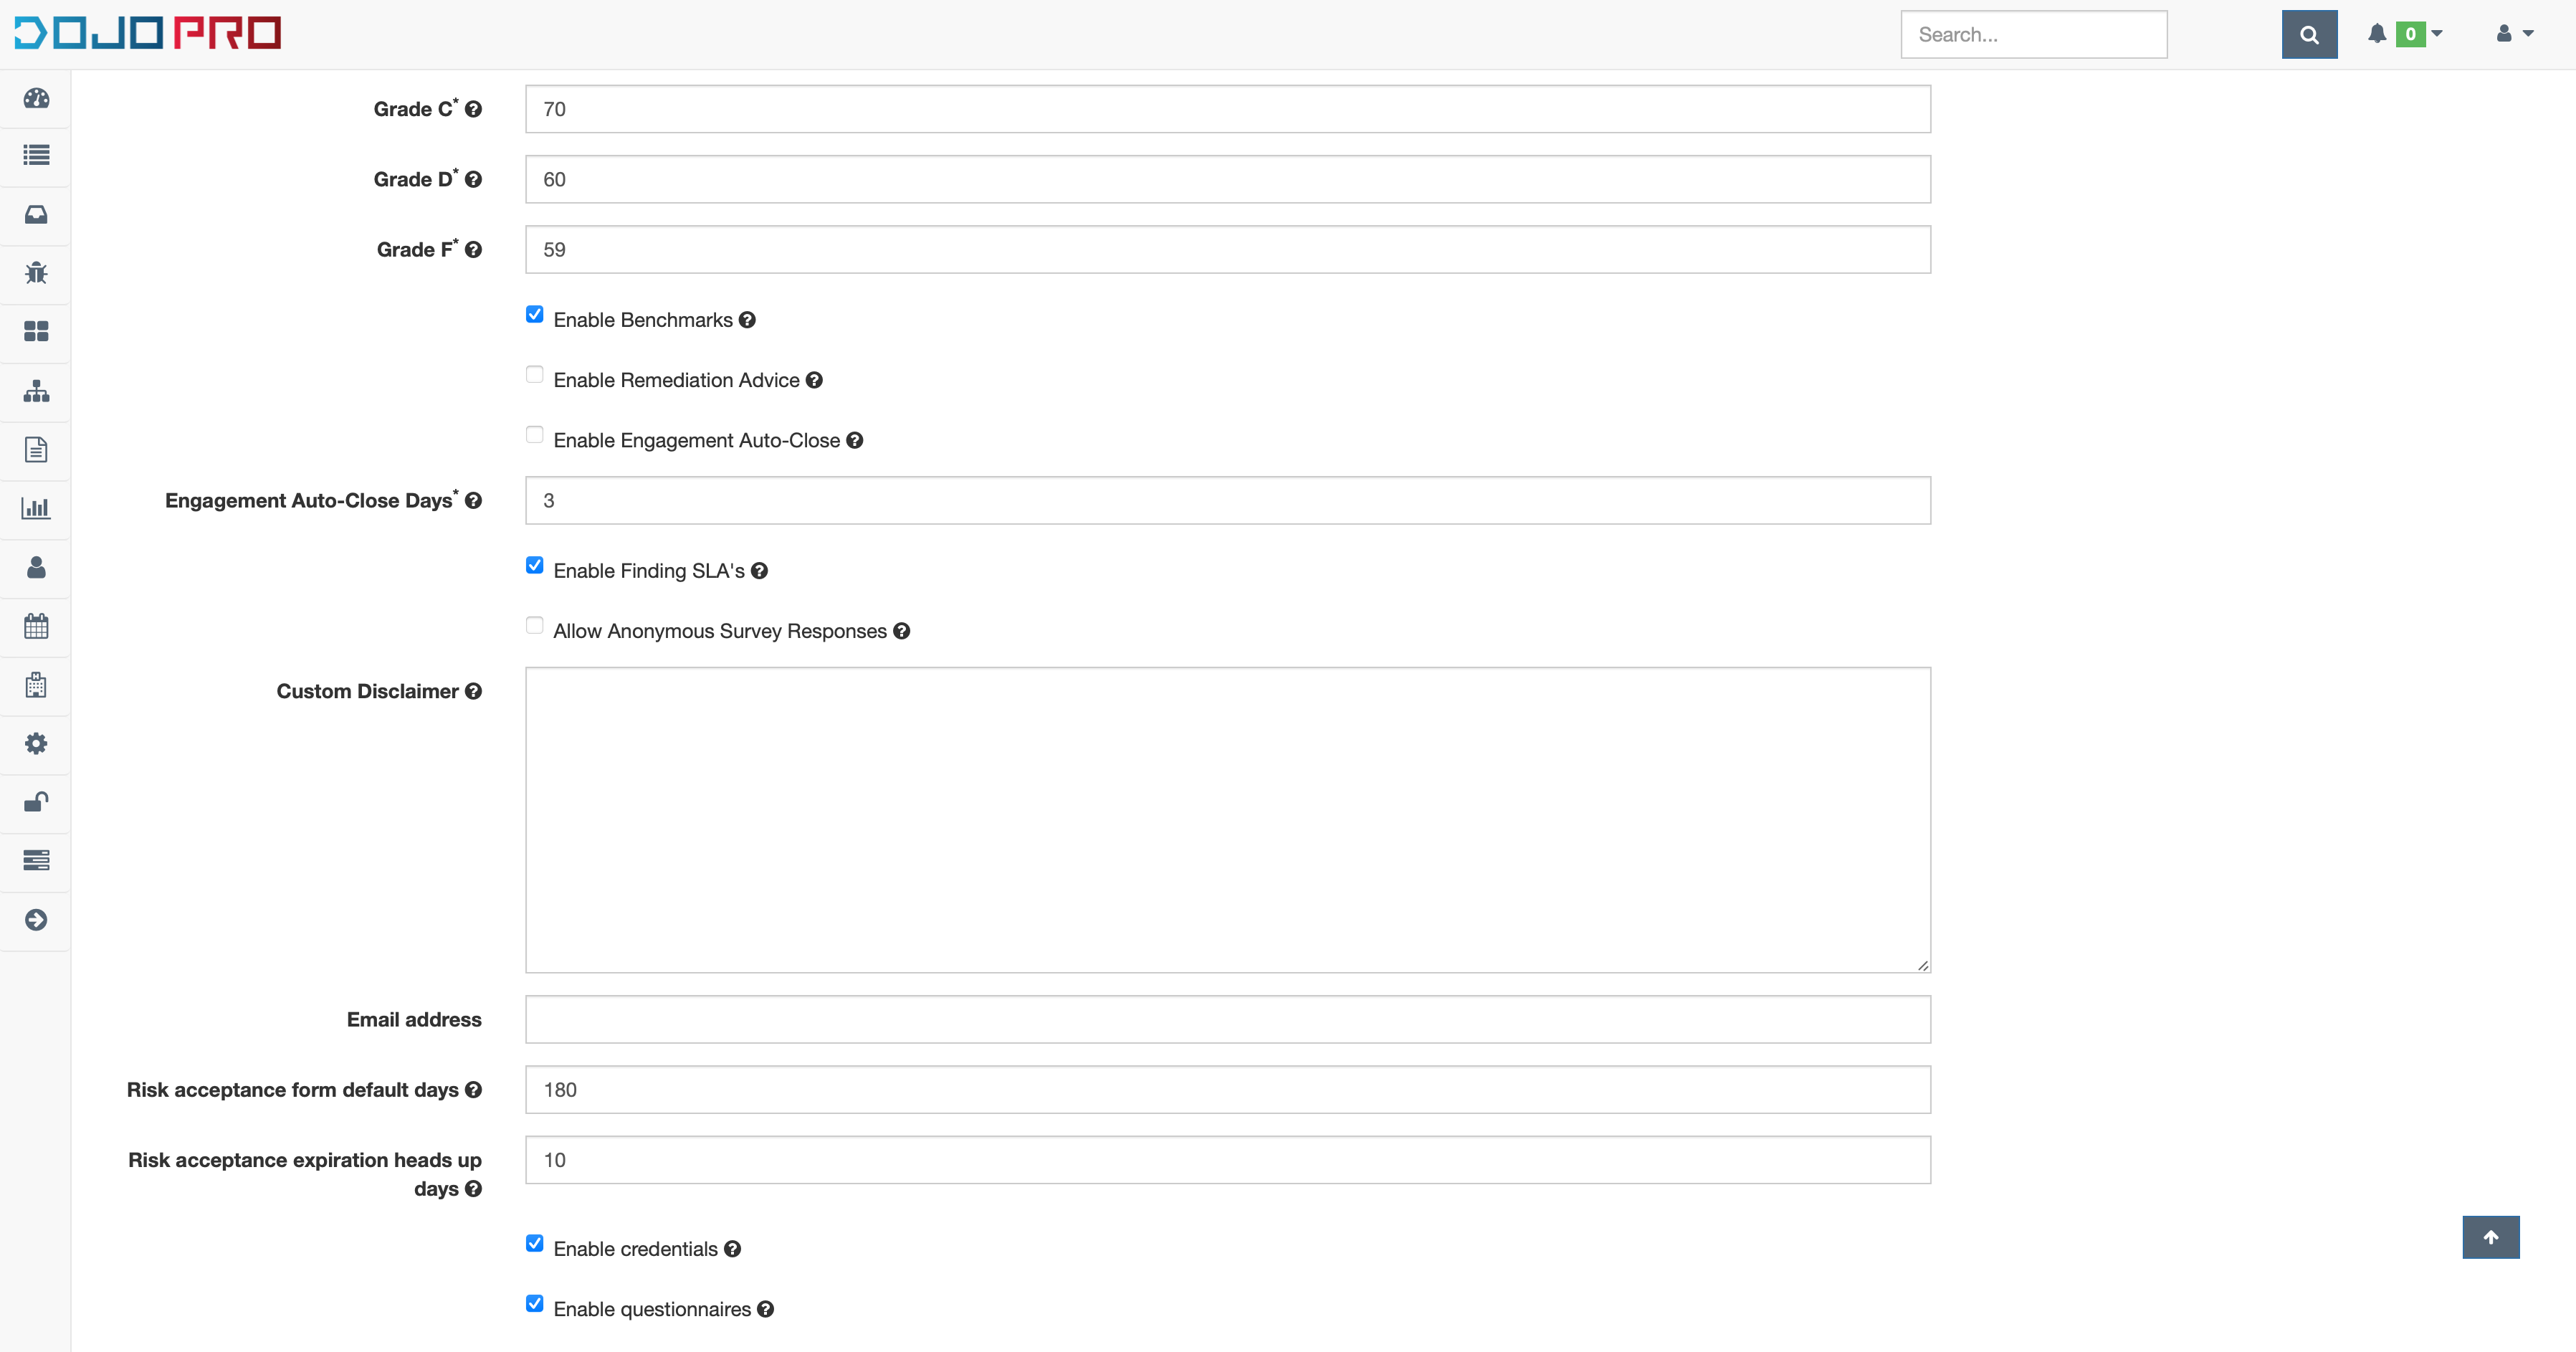 DOJO PRO
Search...
0
Grade C*
70
Grade D*
60
Grade F*
59
Enable Benchmarks
Enable Remediation Advice
Enable Engagement Auto-Close
Engagement Auto-Close Days*
3
Enable Finding SLA's
Allow Anonymous Survey Responses
Custom Disclaimer
Email address
Risk acceptance form default days
180
Risk acceptance expiration heads up
days
10
Enable credentials
Enable questionnaires